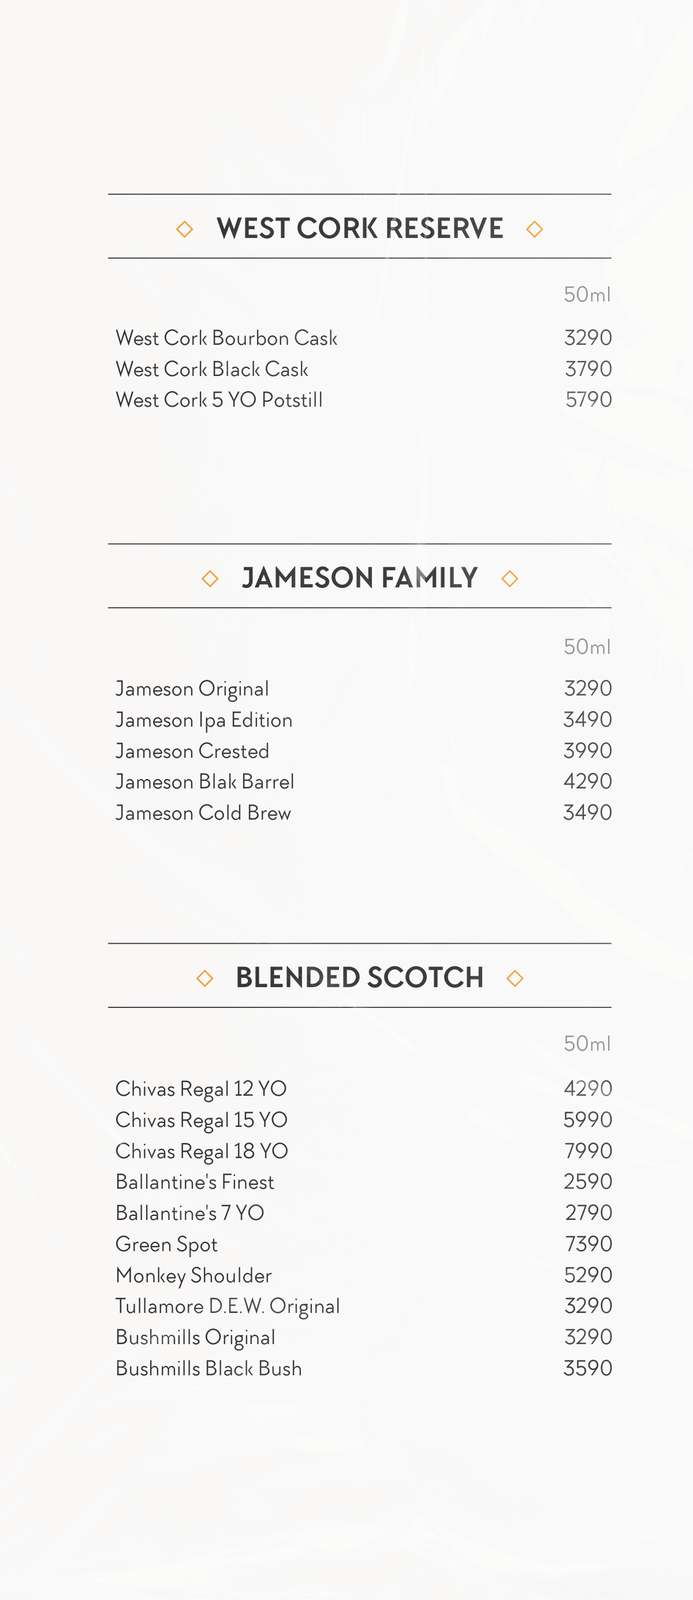 WEST CORK RESERVE
50ml
West Cork Bourbon Cask 3290
West Cork Black Cask 3790
West Cork 5 YO Potstill 5790
JAMESON FAMILY
50ml
Jameson Original 3290
Jameson Ipa Edition 3490
Jameson Crested 3990
Jameson Blak Barrel 4290
Jameson Cold Brew 3490
BLENDED SCOTCH
50ml
Chivas Regal 12 YO 4290
Chivas Regal 15 YO 5990
Chivas Regal 18 YO 7990
Ballantine's Finest 2590
Ballantine's 7 YO 2790
Green Spot 7390
Monkey Shoulder 5290
Tullamore D.E.W. Original 3290
Bushmills Original 3290
Bushmills Black Bush 3590